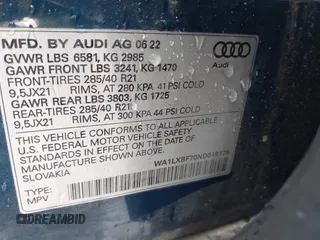 MFD. BY AUDI AG 06 22
GVWR LBS 6581, KG 2985
GAWR FRONT LBS 3241, KG 1470
FRONT-TIRES 285/40 R21
9,5JX21 RIMS, AT 280 KPA 41 PSI COLD
GAWR REAR LBS 3803, KG 1725
REAR-TIRES 285/40 R21
9,5JX21 RIMS, AT 300 KPA 44 PSI COLD
THIS VEHICLE CONFORMS TO ALL APPLICABLE
U.S. FEDERAL MOTOR VEHICLE
SAFETY STANDARDS IN EFFECT ON THE DATE OF
MANUFACTURE SHOWN ABOVE.
TYPE:
MPV
SLOVAKIA
Audi
DREAMBID